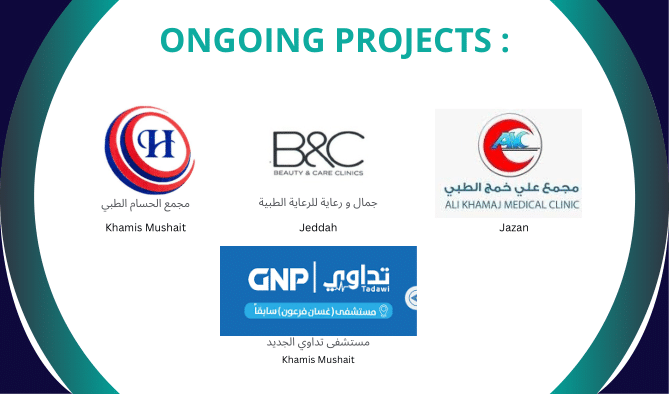 ONGOING PROJECTS :
H
مجمع الحسام الطبي
Khamis Mushait
B&C
BEAUTY & CARE CLINICS
جمال و رعاية للرعاية الطبية
Jeddah
AKC
مجمع علي خمج الطبي
ALI KHAMAJ MEDICAL CLINIC
Jazan
GNP | تداوي
Tadawi
مستشفى (غسان فرعون) سابقاً
مستشفى تداوي الجديد
Khamis Mushait